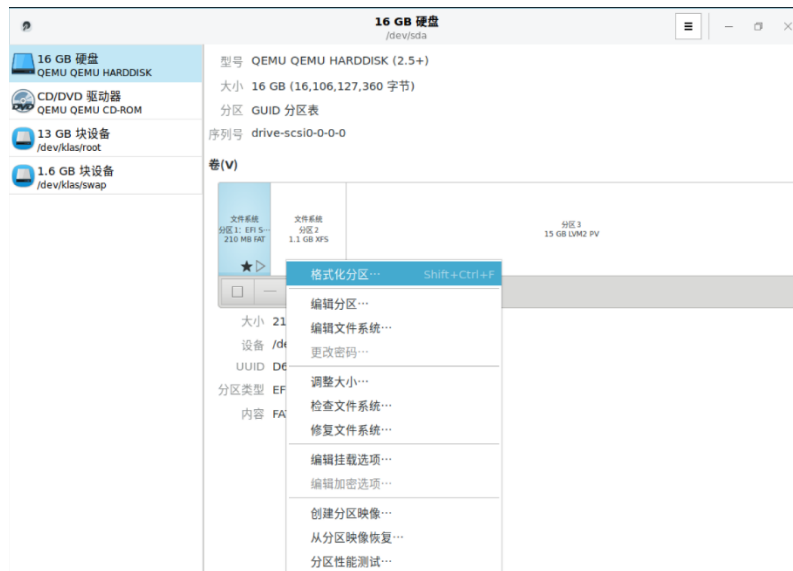 16 GB 硬盘
/dev/sda
16 GB 硬盘
QEMU QEMU HARDDISK
CD/DVD 驱动器
QEMU QEMU CD-ROM
13 GB 块设备
/dev/klas/root
1.6 GB 块设备
/dev/klas/swap
型号 QEMU QEMU HARDDISK (2.5+)
大小 16 GB (16,106,127,360 字节)
分区 GUID 分区表
序列号 drive-scsi0-0-0-0
卷(V)
文件系统
分区 1: EFI S…
210 MB FAT
文件系统
分区 2
1.1 GB XFS
分区 3
15 GB LVM2 PV
大小 21
设备 /de
UUID D6
分区类型 EF
内容 FA
格式化分区… Shift+Ctrl+F
编辑分区…
编辑文件系统…
更改密码…
调整大小…
检查文件系统…
修复文件系统…
编辑挂载选项…
编辑加密选项…
创建分区映像…
从分区映像恢复…
分区性能测试…